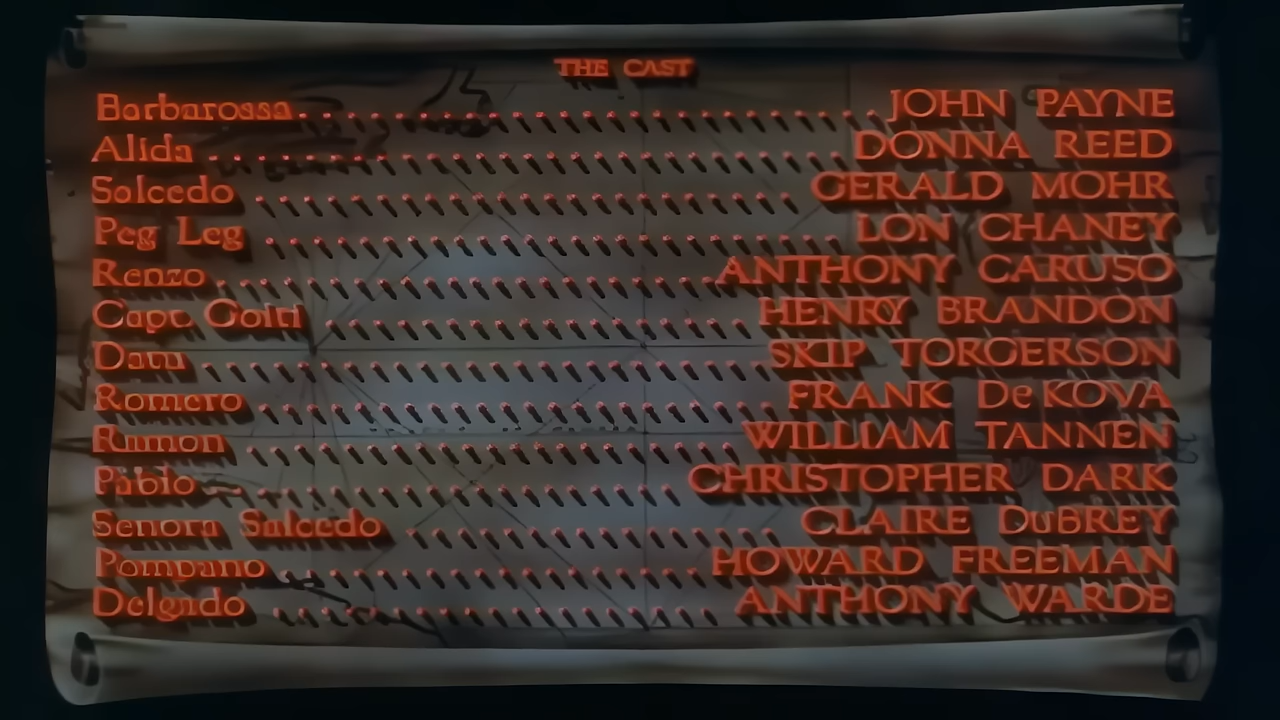 THE CAST
Barbarossa JOHN PAYNE
Alida DONNA REED
Salcedo GERALD MOHR
Peg Leg LON CHANEY
Renzo ANTHONY CARUSO
Capt. Goiti HENRY BRANDON
Datu SKIP TORGERSON
Romero FRANK DeKOVA
Ramon WILLIAM TANNEN
Pablo CHRISTOPHER DARK
Senora Salcedo CLAIRE DuBREY
Pompano HOWARD FREEMAN
Delgado ANTHONY WARDE